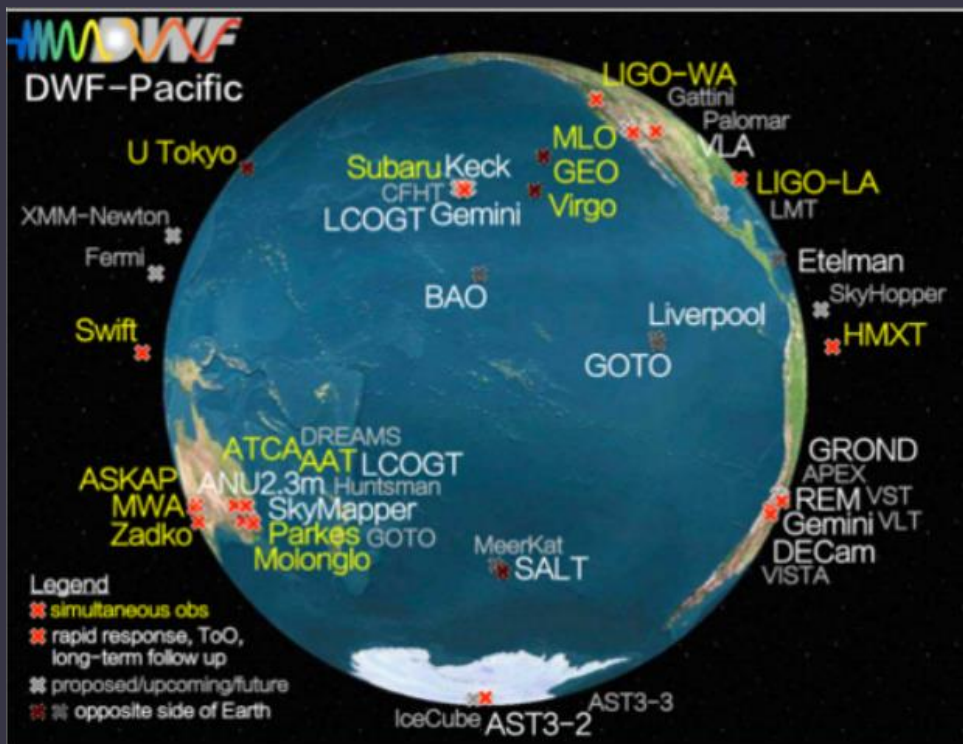 DWF
DWF-Pacific
LIGO-WA
Gattini
Palomar
VLA
MLO
GEO
Virgo
LIGO-LA
LMT
U Tokyo
Subaru Keck
CFHT
LCOGT Gemini
XMM-Newton
Fermi
Etelman
SkyHopper
BAO
Swift
Liverpool
GOTO
HMXT
DREAMS
ATCA AAT LCOGT
ASKAP ANU2.3m Huntsman
MWA SkyMapper
Zadko Parkes GOTO
Molonglo
GROND
APEX
REM VST
Gemini VLT
DECam
VISTA
MeerKat
SALT
Legend
simultaneous obs
rapid response, ToO,
long-term follow up
proposed/upcoming/future
opposite side of Earth
IceCube AST3-2 AST3-3